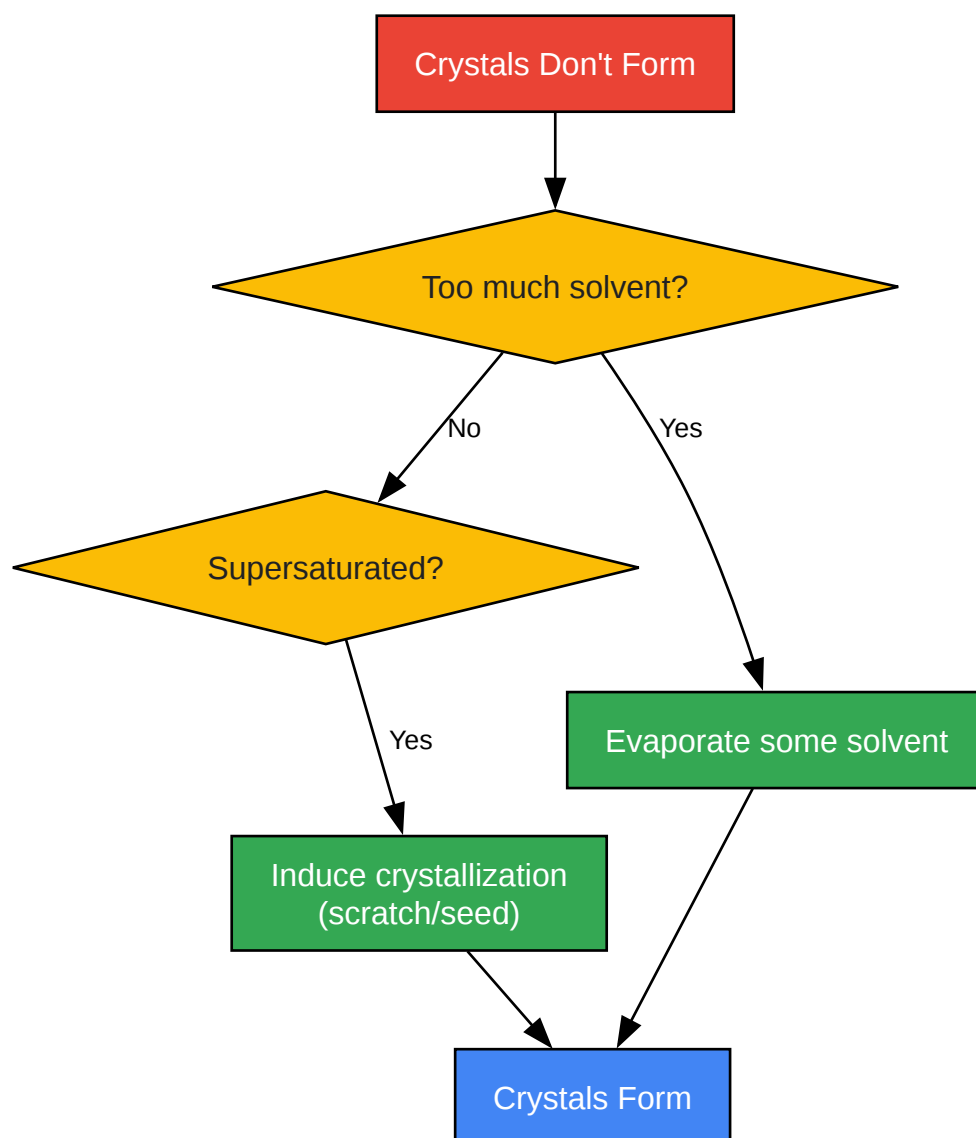 Crystals Don't Form
Too much solvent?
No
Yes
Supersaturated?
Yes
Evaporate some solvent
Induce crystallization
(scratch/seed)
Crystals Form